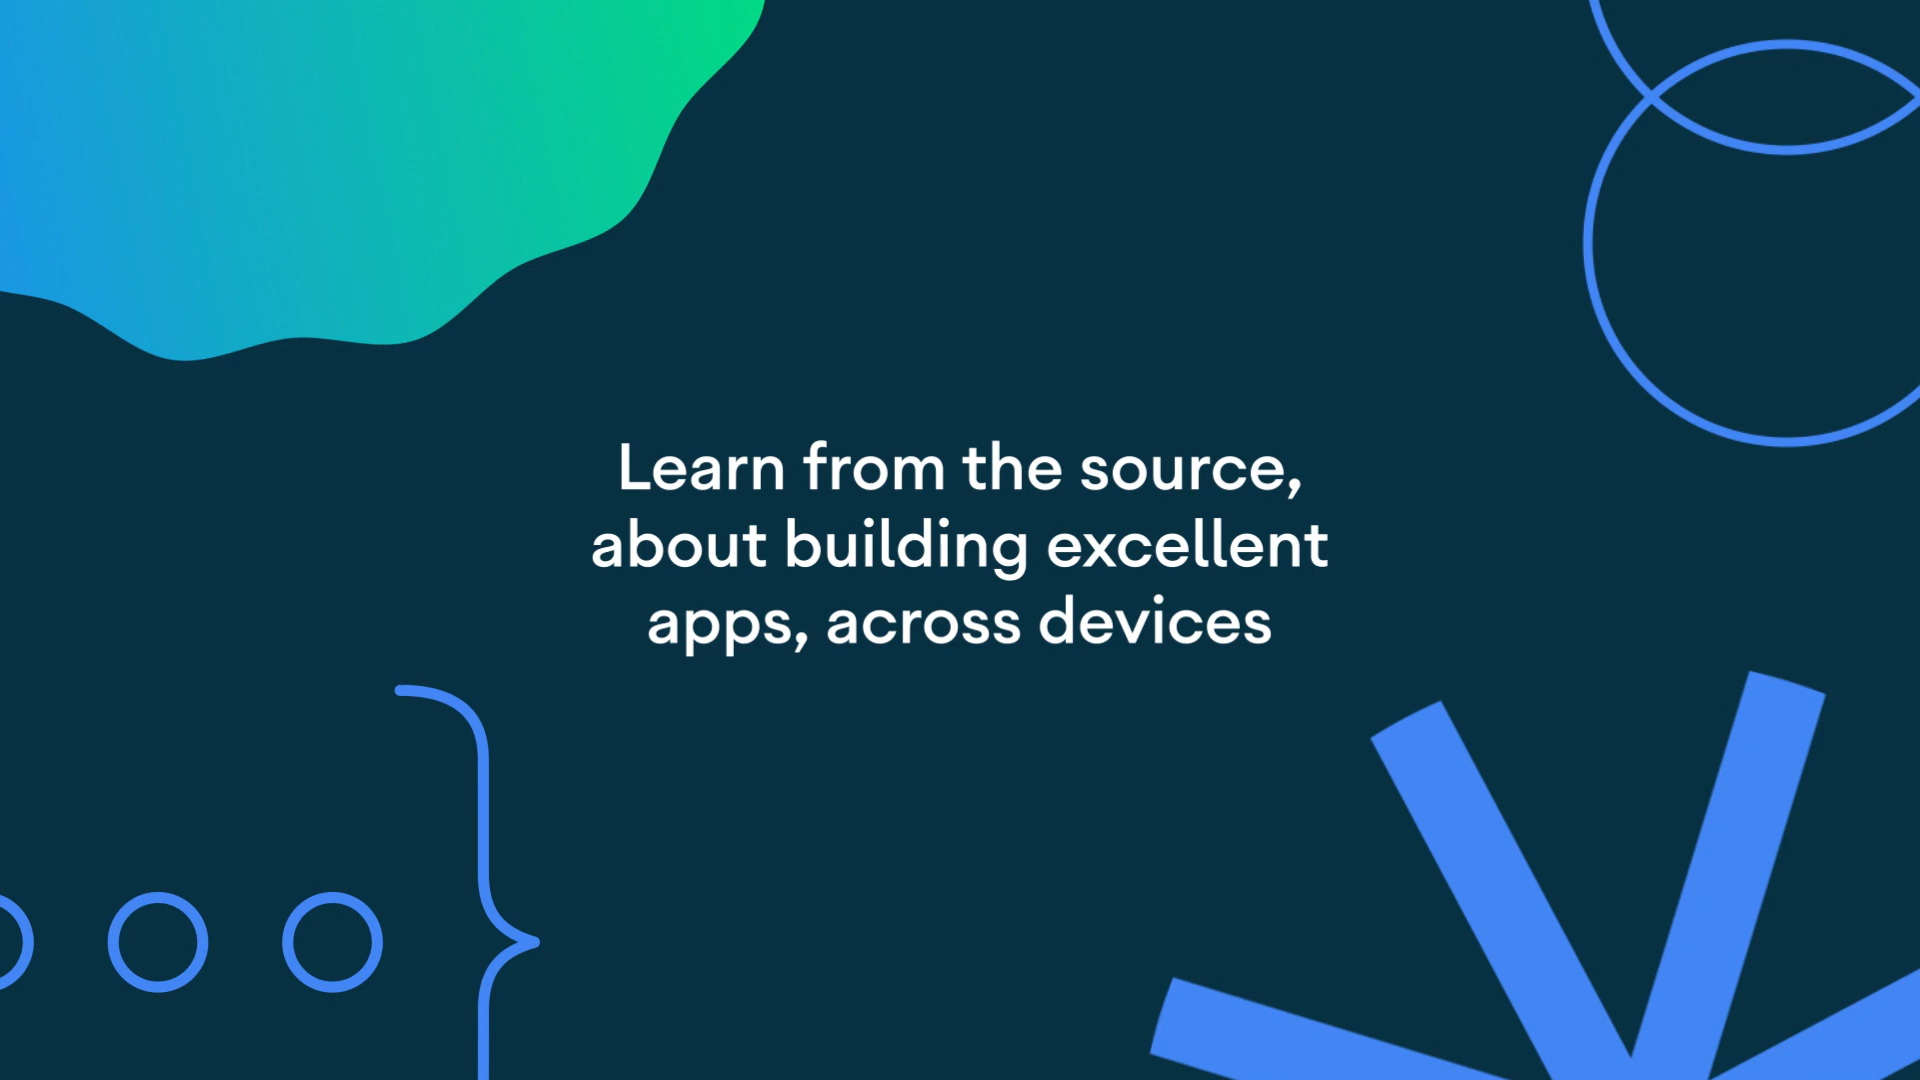 Learn from the source,
about building excellent
apps, across devices